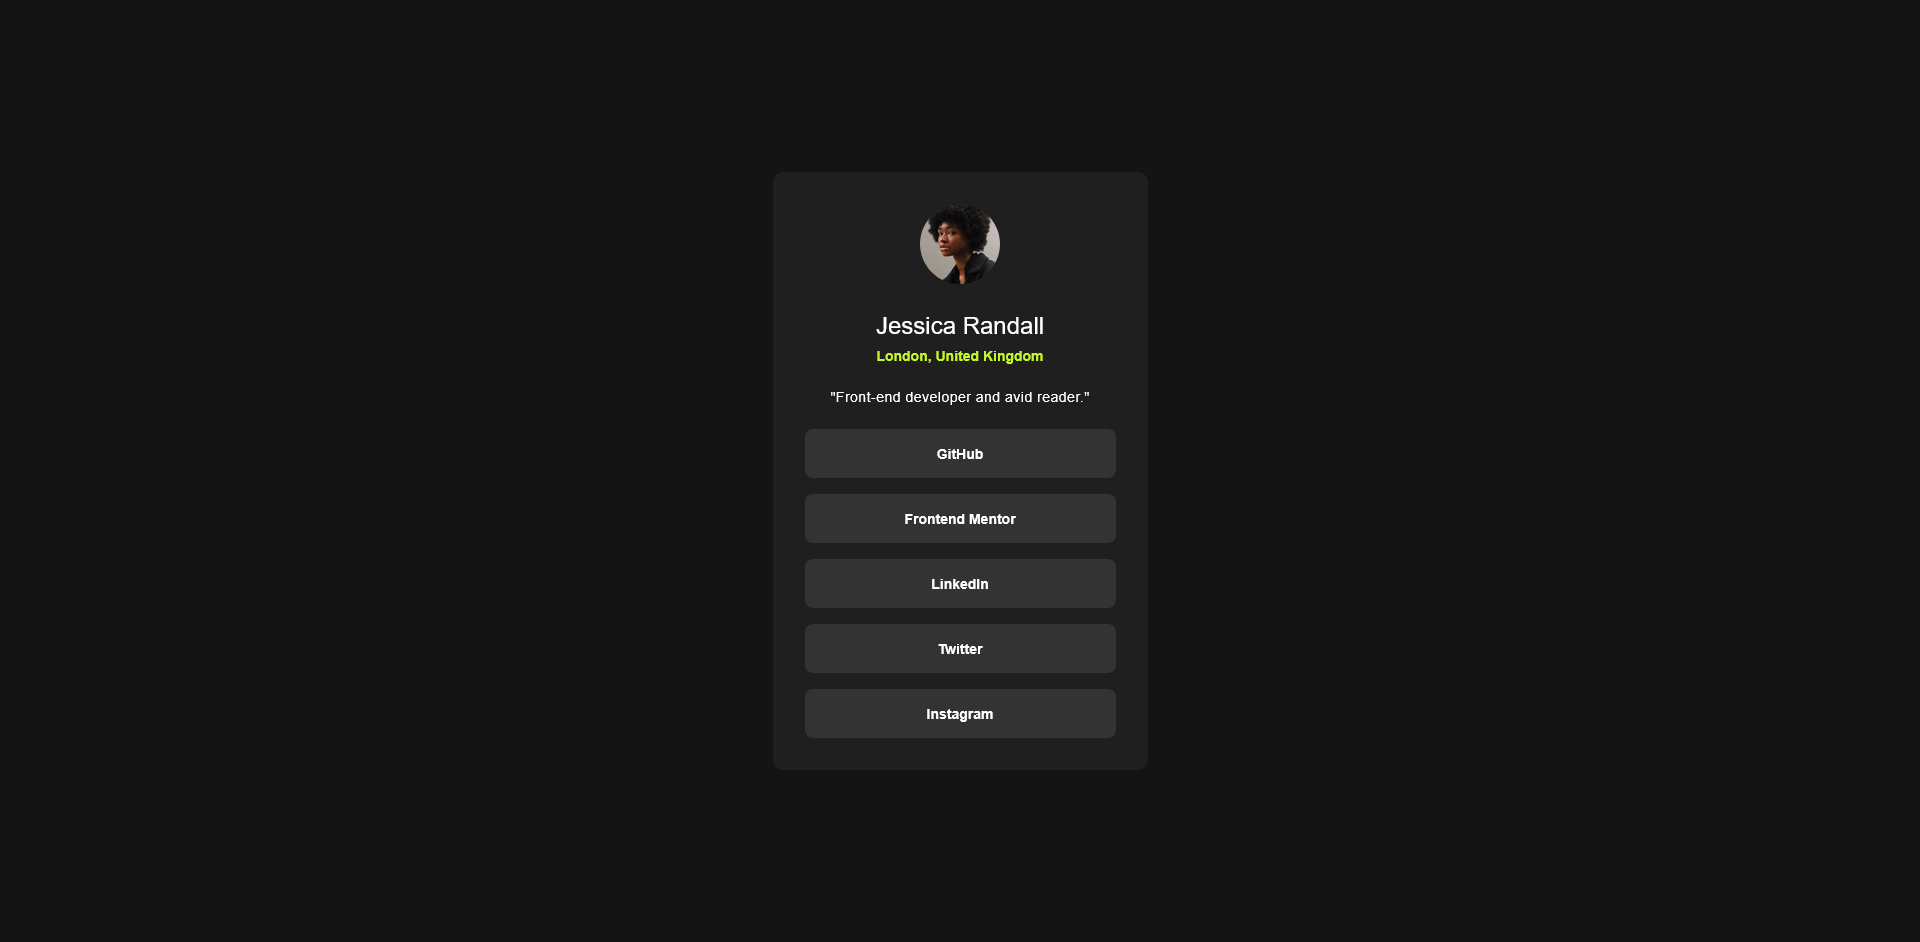 Jessica Randall
London, United Kingdom
"Front-end developer and avid reader."
GitHub
Frontend Mentor
LinkedIn
Twitter
Instagram